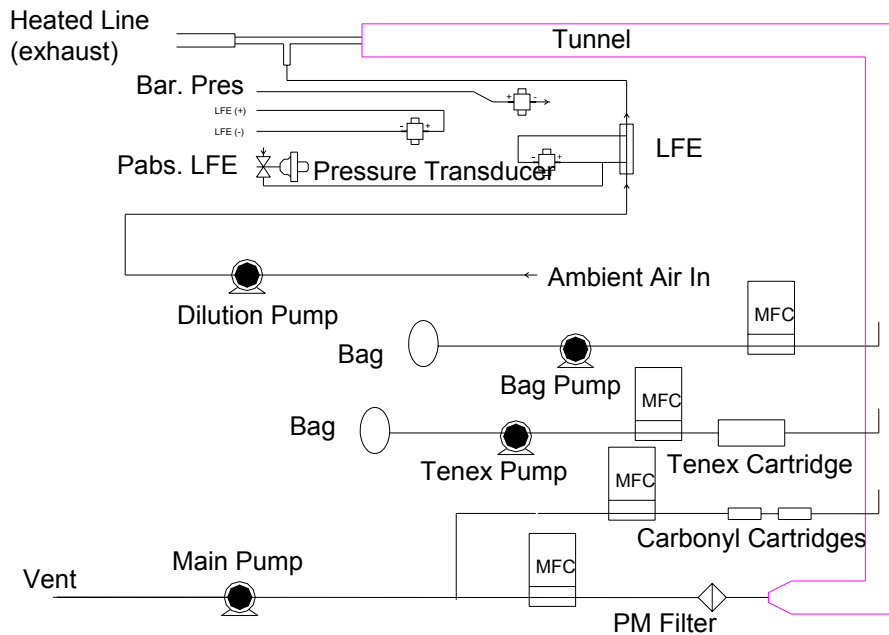 Heated Line
(exhaust)
Tunnel
Bar. Pres
+ -
LFE (+)
LFE (-)
- +
LFE
Pabs. LFE
Pressure Transducer
- +
Ambient Air In
Dilution Pump
MFC
Bag
Bag Pump
MFC
Bag
Tenex Pump
Tenex Cartridge
MFC
Carbonyl Cartridges
Main Pump
MFC
Vent
PM Filter